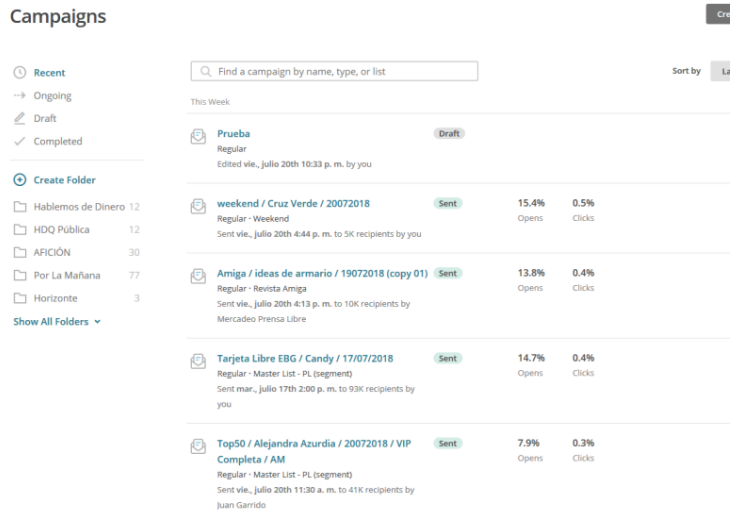 Campaigns
Recent
Ongoing
Draft
Completed
Create Folder
Hablemos de Dinero 12
HDQ Pública 12
AFICIÓN 30
Por La Mañana 77
Horizonte 3
Show All Folders
Find a campaign by name, type, or list
Sort by
This Week
Prueba Draft
Regular
Edited vie., julio 20th 10:33 p. m. by you
weekend / Cruz Verde / 20072018 Sent 15.4% 0.5%
Regular · Weekend Opens Clicks
Sent vie., julio 20th 4:44 p. m. to 5K recipients by you
Amiga / ideas de armario / 19072018 (copy 01) Sent 13.8% 0.4%
Regular · Revista Amiga Opens Clicks
Sent vie., julio 20th 4:13 p. m. to 10K recipients by
Mercadeo Prensa Libre
Tarjeta Libre EBG / Candy / 17/07/2018 Sent 14.7% 0.4%
Regular · Master List - PL (segment) Opens Clicks
Sent mar., julio 17th 2:00 p. m. to 93K recipients by
you
Top50 / Alejandra Azurdia / 20072018 / VIP Sent 7.9% 0.3%
Completa / AM Opens Clicks
Regular · Master List - PL (segment)
Sent vie., julio 20th 11:30 a. m. to 41K recipients by
Juan Garrido